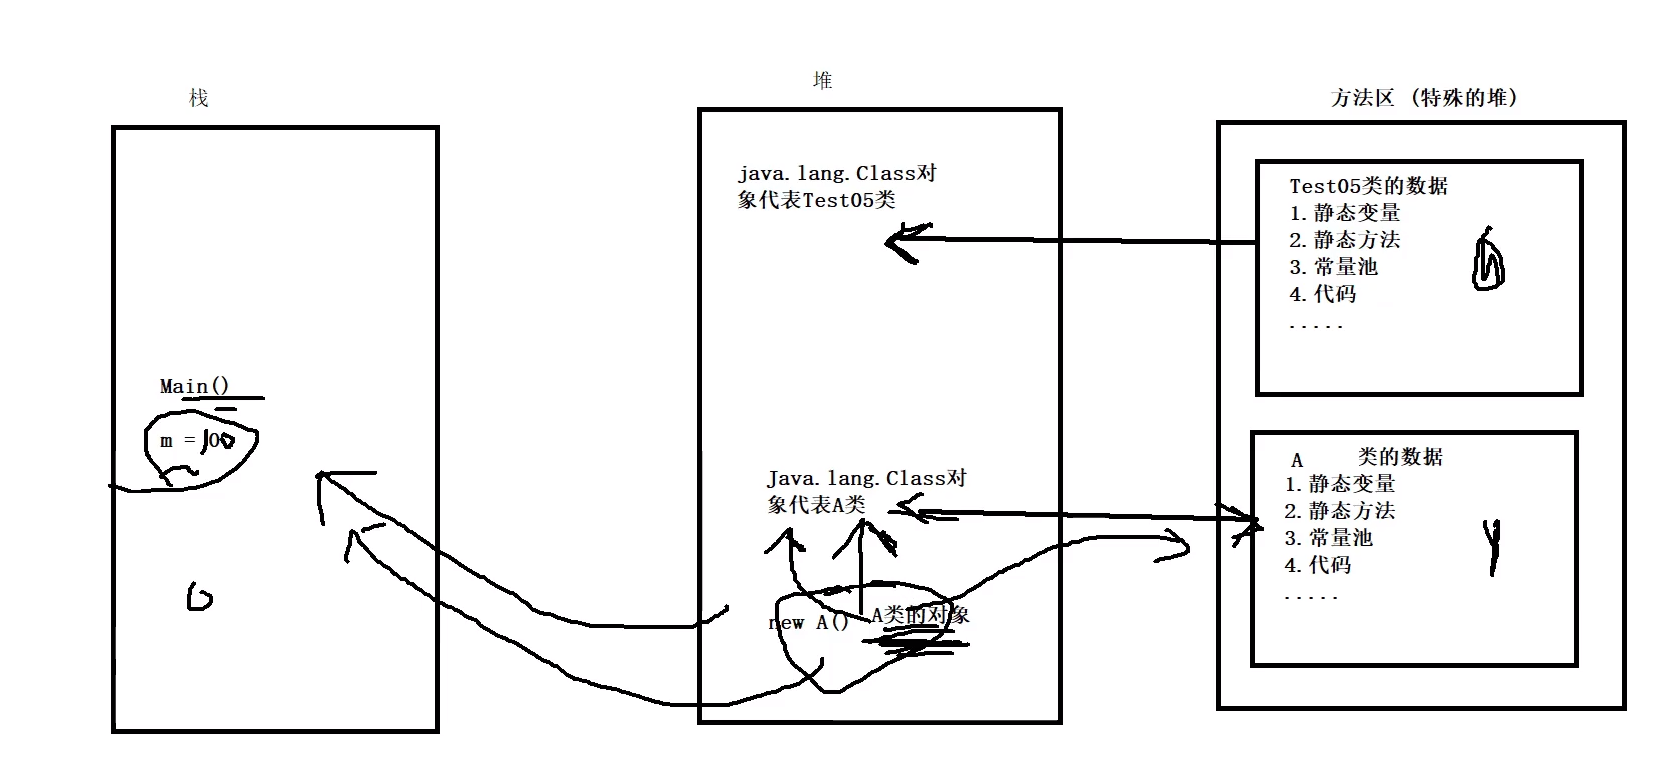 栈
堆
方法区 (特殊的堆)
java.lang.Class对
象代表Test05类
Test05类的数据
1.静态变量
2.静态方法
3.常量池
4.代码
.....
Main()
m = 100
Java.lang.Class对
象代表A类
A 类的数据
1.静态变量
2.静态方法
3.常量池
4.代码
.....
new A() A类的对象